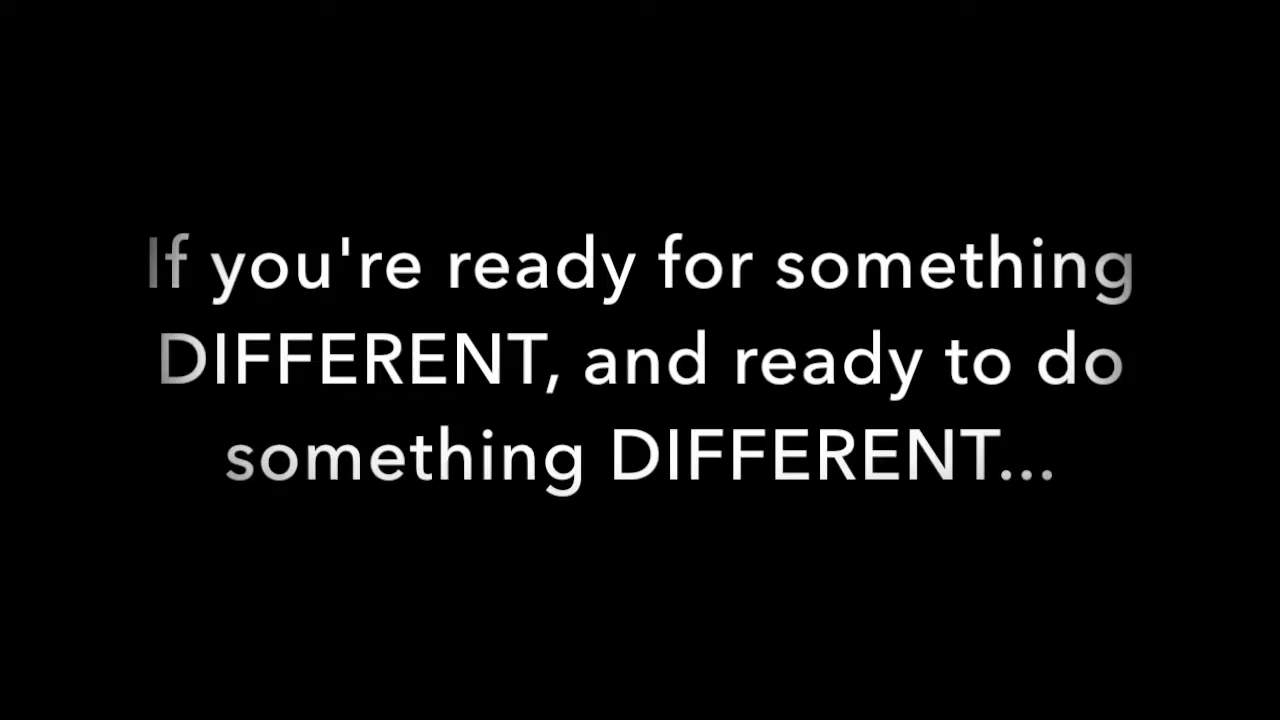 If you're ready for something
DIFFERENT, and ready to do
something DIFFERENT...